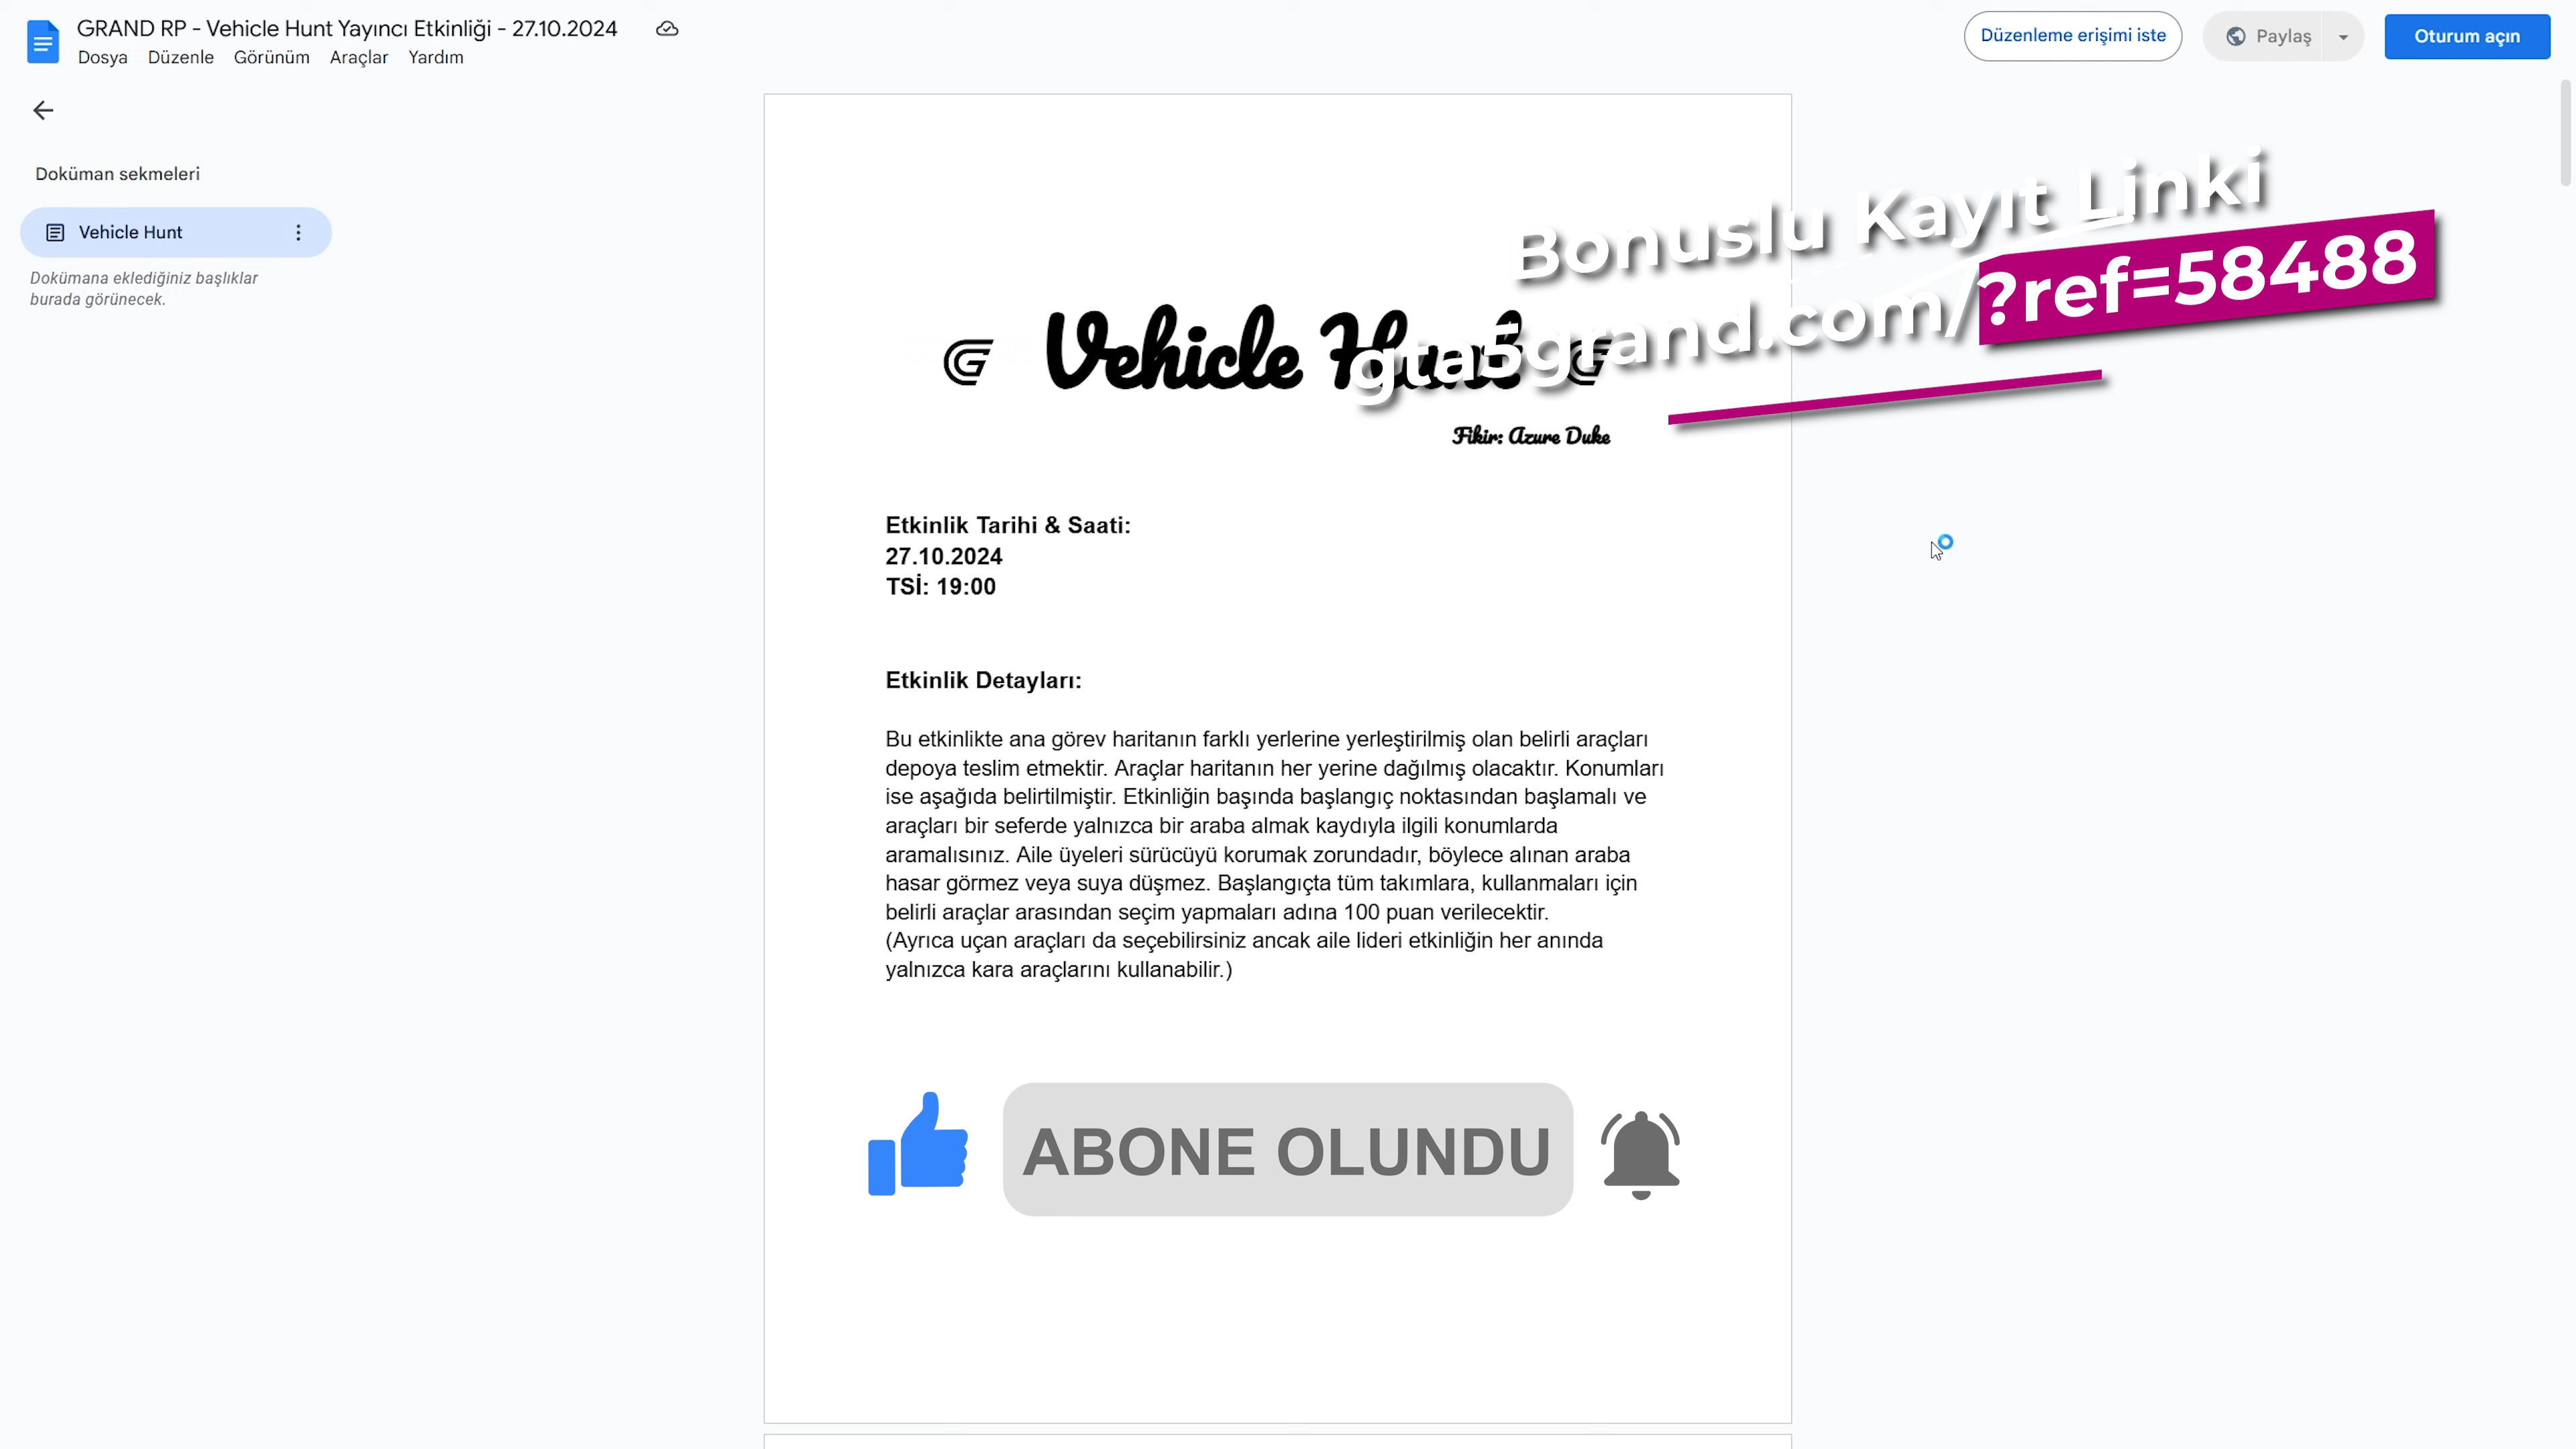 GRAND RP - Vehicle Hunt Yayıncı Etkinliği - 27.10.2024
Dosya Düzenle Görünüm Araçlar Yardım
Düzenleme erişimi iste
Paylaş
Oturum açın
Doküman sekmeleri
Vehicle Hunt
Dokümana eklediğiniz başlıklar
burada görünecek.
Bonuslu Kayıt Linki
gta5grand.com/?ref=58488
Vehicle Hunt
Fikir: Azure Duke
Etkinlik Tarihi & Saati:
27.10.2024
TSİ: 19:00
Etkinlik Detayları:
Bu etkinlikte ana görev haritanın farklı yerlerine yerleştirilmiş olan belirli araçları
depoya teslim etmektir. Araçlar haritanın her yerine dağılmış olacaktır. Konumları
ise aşağıda belirtilmiştir. Etkinliğin başında başlangıç noktasından başlamalı ve
araçları bir seferde yalnızca bir araba almak kaydıyla ilgili konumlarda
aramalısınız. Aile üyeleri sürücüyü korumak zorundadır, böylece alınan araba
hasar görmez veya suya düşmez. Başlangıçta tüm takımlara, kullanmaları için
belirli araçlar arasından seçim yapmaları adına 100 puan verilecektir.
(Ayrıca uçan araçları da seçebilirsiniz ancak aile lideri etkinliğin her anında
yalnızca kara araçlarını kullanabilir.)
ABONE OLUNDU